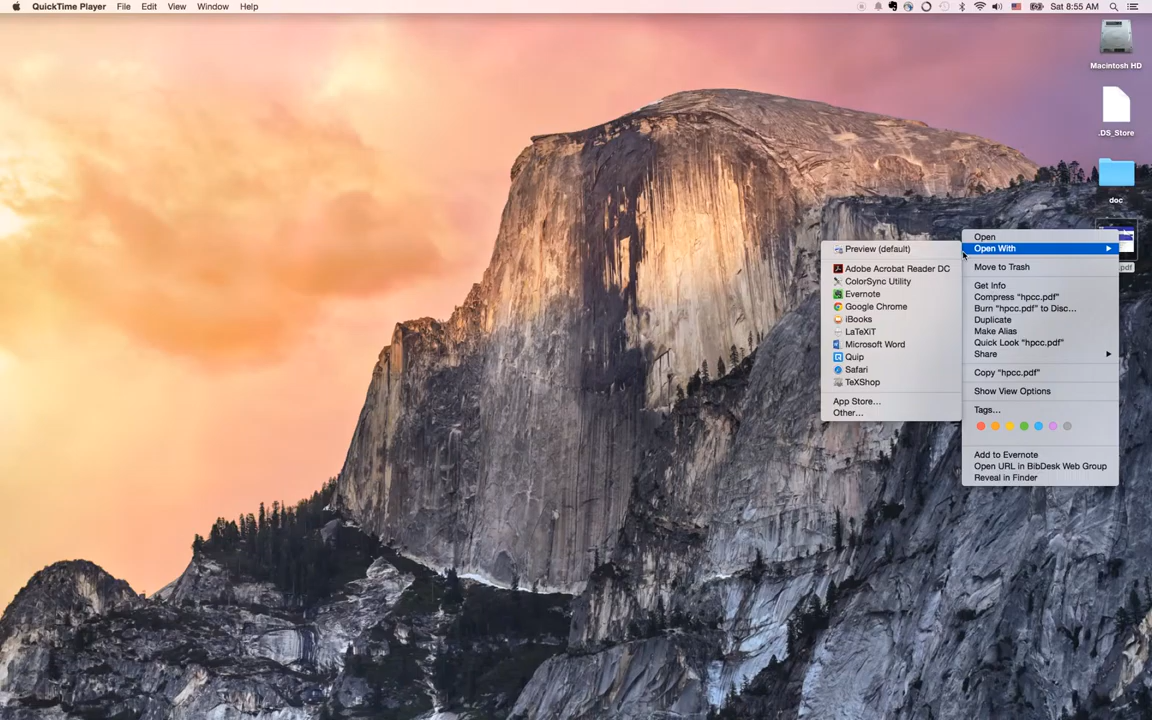 QuickTime Player File Edit View Window Help Sat 8:55 AM
Macintosh HD
.DS_Store
doc
pdf
Preview (default)
Adobe Acrobat Reader DC
ColorSync Utility
Evernote
Google Chrome
iBooks
LaTeXiT
Microsoft Word
Quip
Safari
TeXShop
App Store...
Other...
Open
Open With
Move to Trash
Get Info
Compress "hpcc.pdf"
Burn "hpcc.pdf" to Disc...
Duplicate
Make Alias
Quick Look "hpcc.pdf"
Share
Copy "hpcc.pdf"
Show View Options
Tags...
Add to Evernote
Open URL in BibDesk Web Group
Reveal in Finder